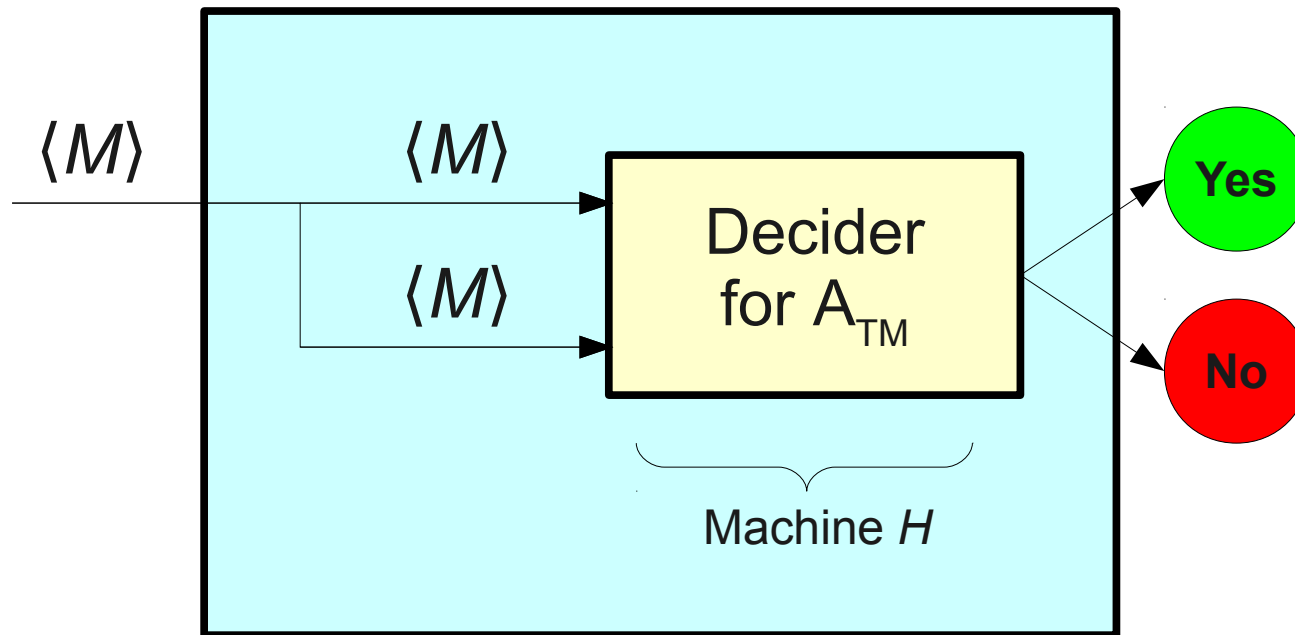 ⟨M⟩
⟨M⟩
⟨M⟩
Decider
for A_TM
Machine H
Yes
No